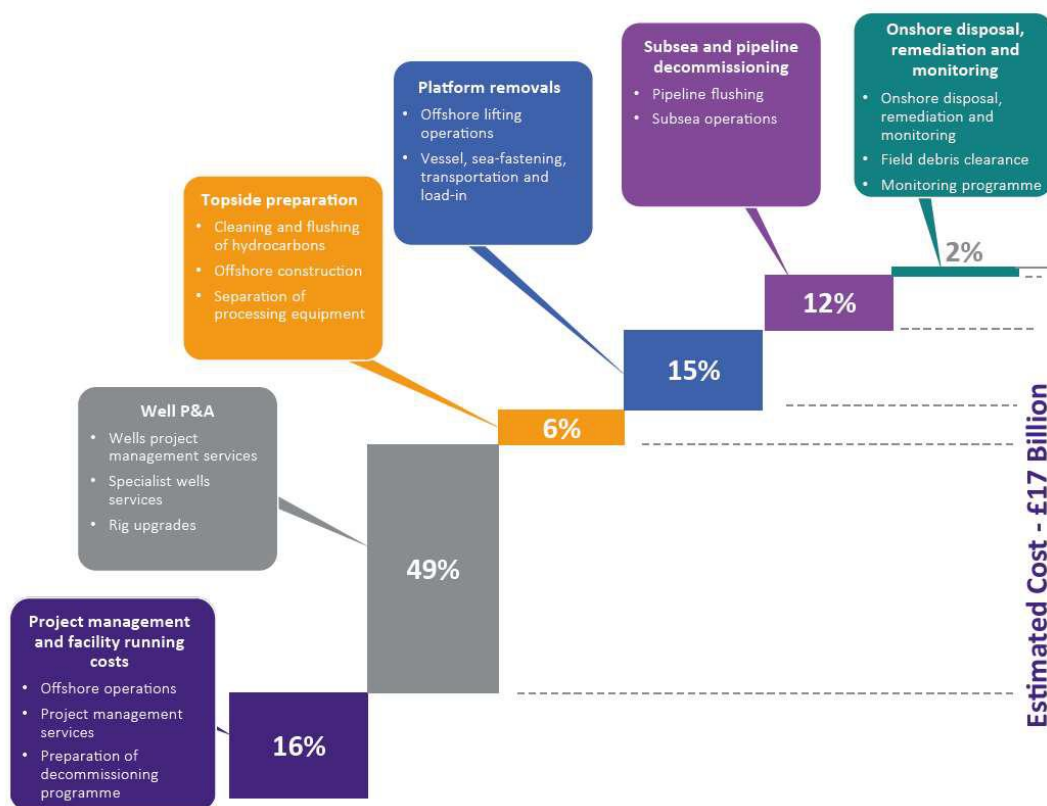 Onshore disposal,
remediation and
monitoring
• Onshore disposal,
remediation and
monitoring
• Field debris clearance
• Monitoring programme
Subsea and pipeline
decommissioning
• Pipeline flushing
• Subsea operations
Platform removals
• Offshore lifting
operations
• Vessel, sea-fastening,
transportation and
load-in
Topside preparation
• Cleaning and flushing
of hydrocarbons
• Offshore construction
• Separation of
processing equipment
Well P&A
• Wells project
management services
• Specialist wells
services
• Rig upgrades
Project management
and facility running
costs
• Offshore operations
• Project management
services
• Preparation of
decommissioning
programme
16%
49%
6%
15%
12%
2%
Estimated Cost - £17 Billion